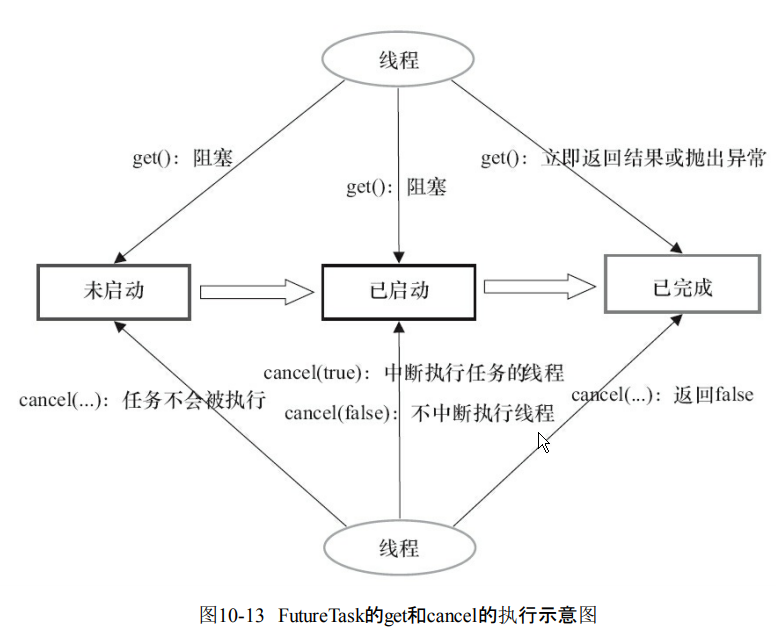 线程
get()：阻塞
get()：立即返回结果或抛出异常
get()：阻塞
未启动
已启动
已完成
cancel(true)：中断执行任务的线程
cancel(...)：任务不会被执行
cancel(...)：返回false
cancel(false)：不中断执行线程
线程
图10-13 FutureTask的get和cancel的执行示意图